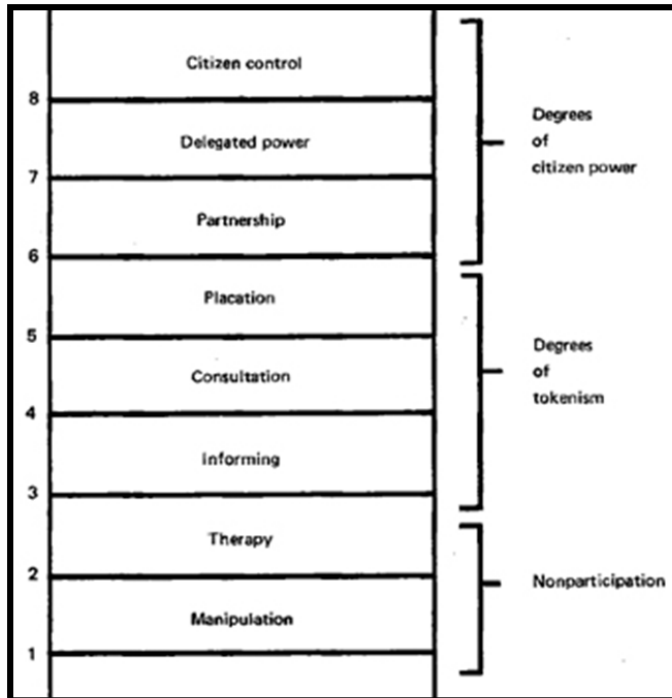 Citizen control
8
Delegated power
7
Partnership
6
Placation
5
Consultation
4
Informing
3
Therapy
2
Manipulation
1
Degrees
of
citizen power
Degrees
of
tokenism
Nonparticipation